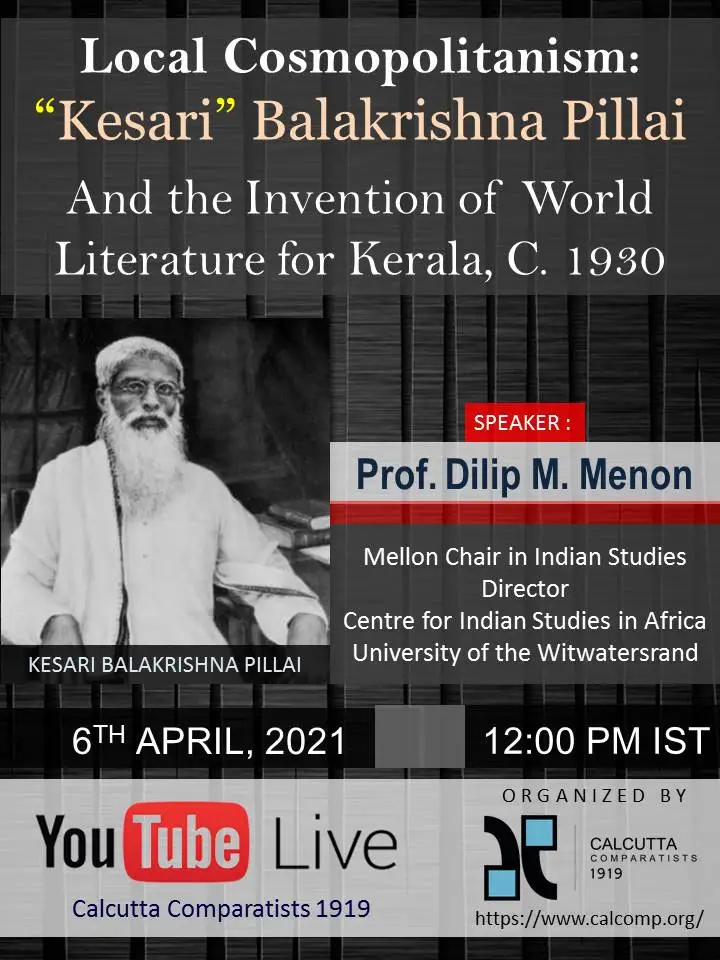 Local Cosmopolitanism:
“Kesari” Balakrishna Pillai
And the Invention of World
Literature for Kerala, C. 1930
SPEAKER :
Prof. Dilip M. Menon
Mellon Chair in Indian Studies
Director
Centre for Indian Studies in Africa
University of the Witwatersrand
KESARI BALAKRISHNA PILLAI
6TH APRIL, 2021
12:00 PM IST
YouTube Live
Calcutta Comparatists 1919
ORGANIZED BY
CALCUTTA
COMPARATISTS
1919
https://www.calcomp.org/